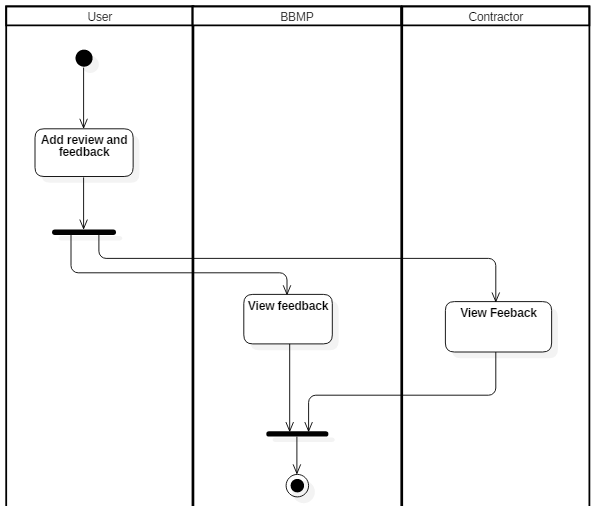 User
BBMP
Contractor
Add review and
feedback
View feedback
View Feeback